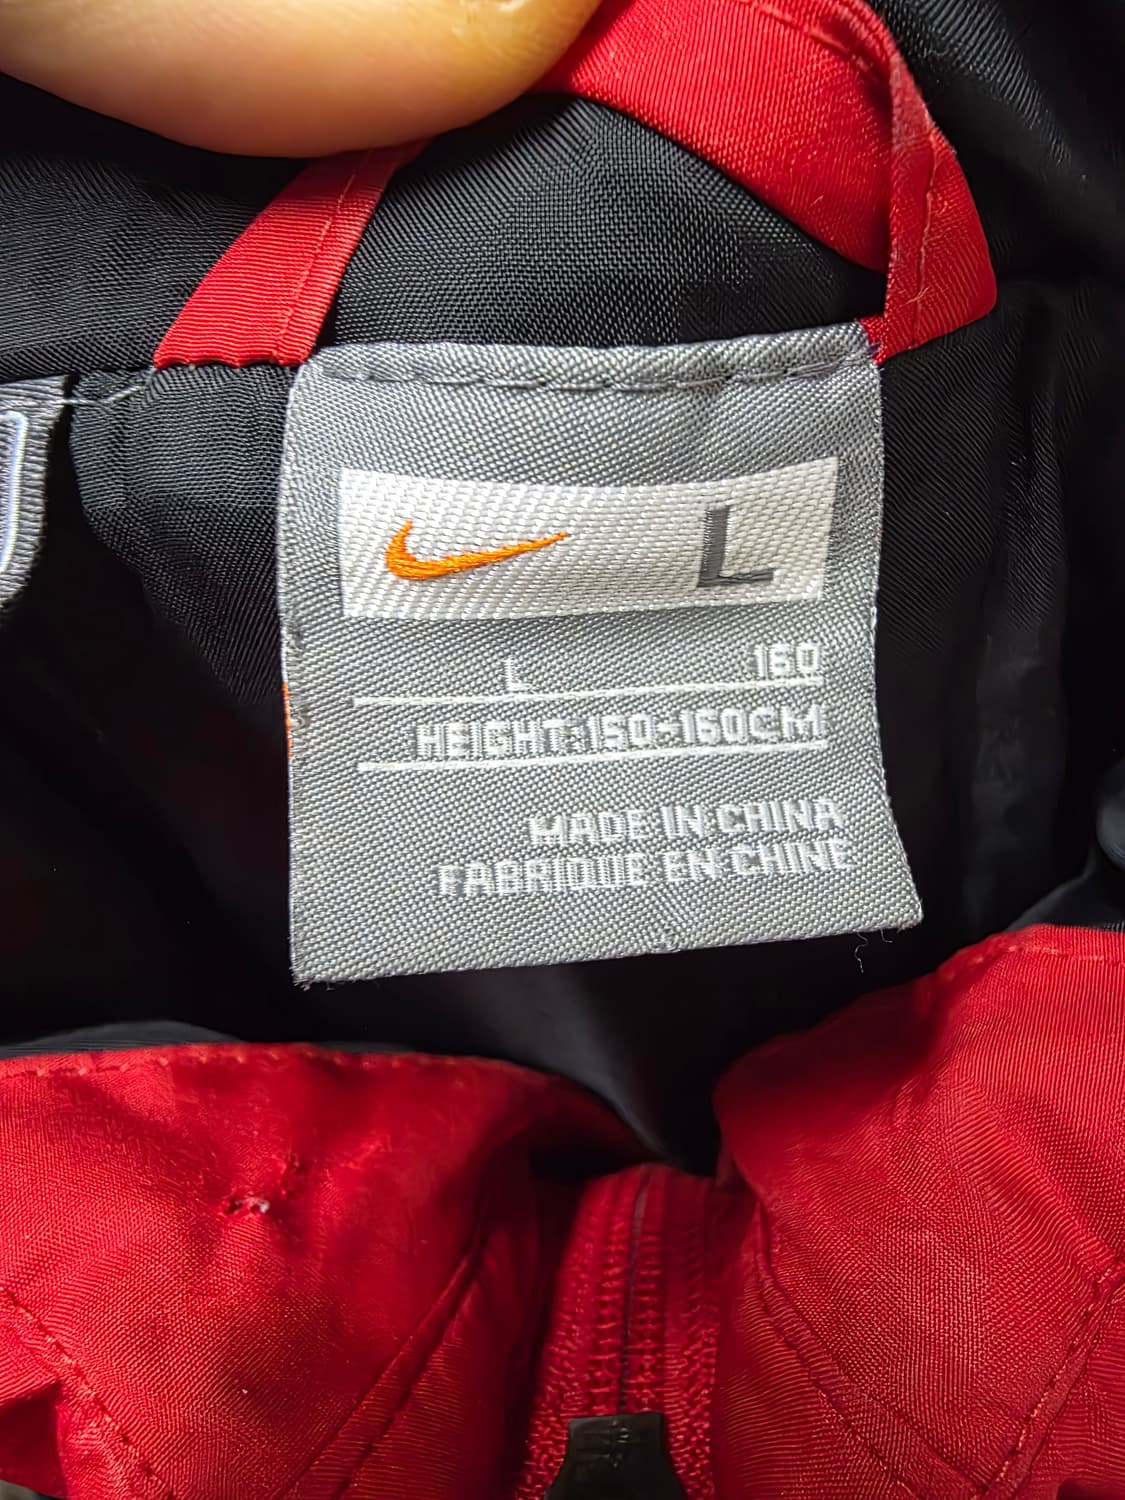 L
L 160
HEIGHT:150-160CM
MADE IN CHINA
FABRIQUE EN CHINE